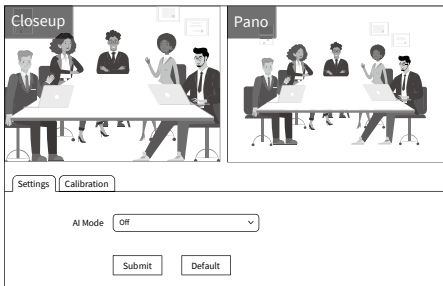 Closeup
Pano
Settings
Calibration
AI Mode
Off
Submit
Default